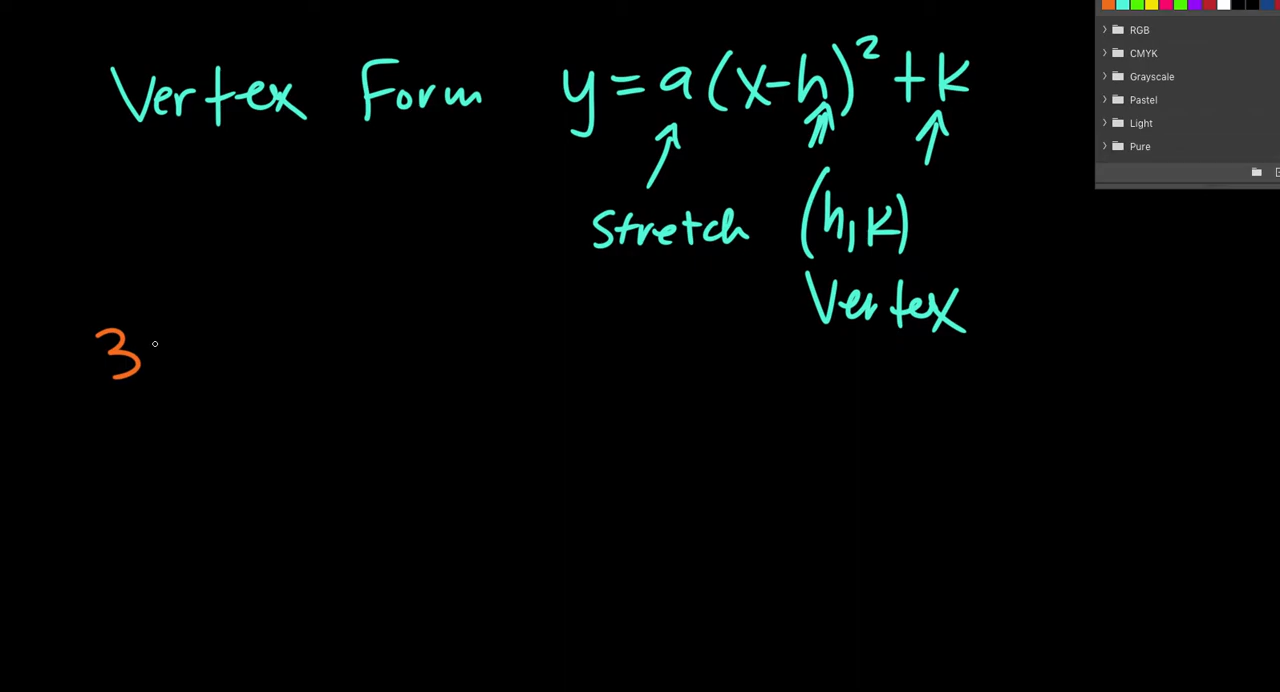 Vertex Form y = a(x-h)² + k
Stretch (h,k)
Vertex
3
RGB
CMYK
Grayscale
Pastel
Light
Pure